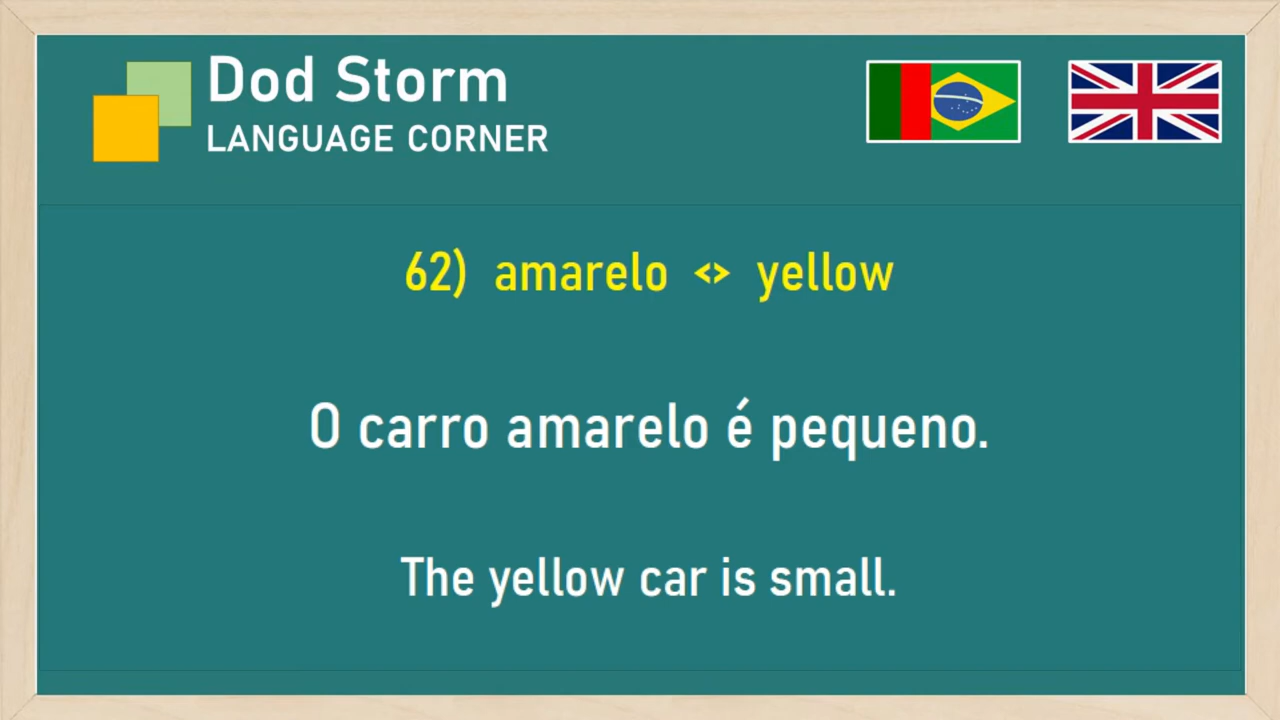 Dod Storm
LANGUAGE CORNER
62) amarelo <> yellow
O carro amarelo é pequeno.
The yellow car is small.